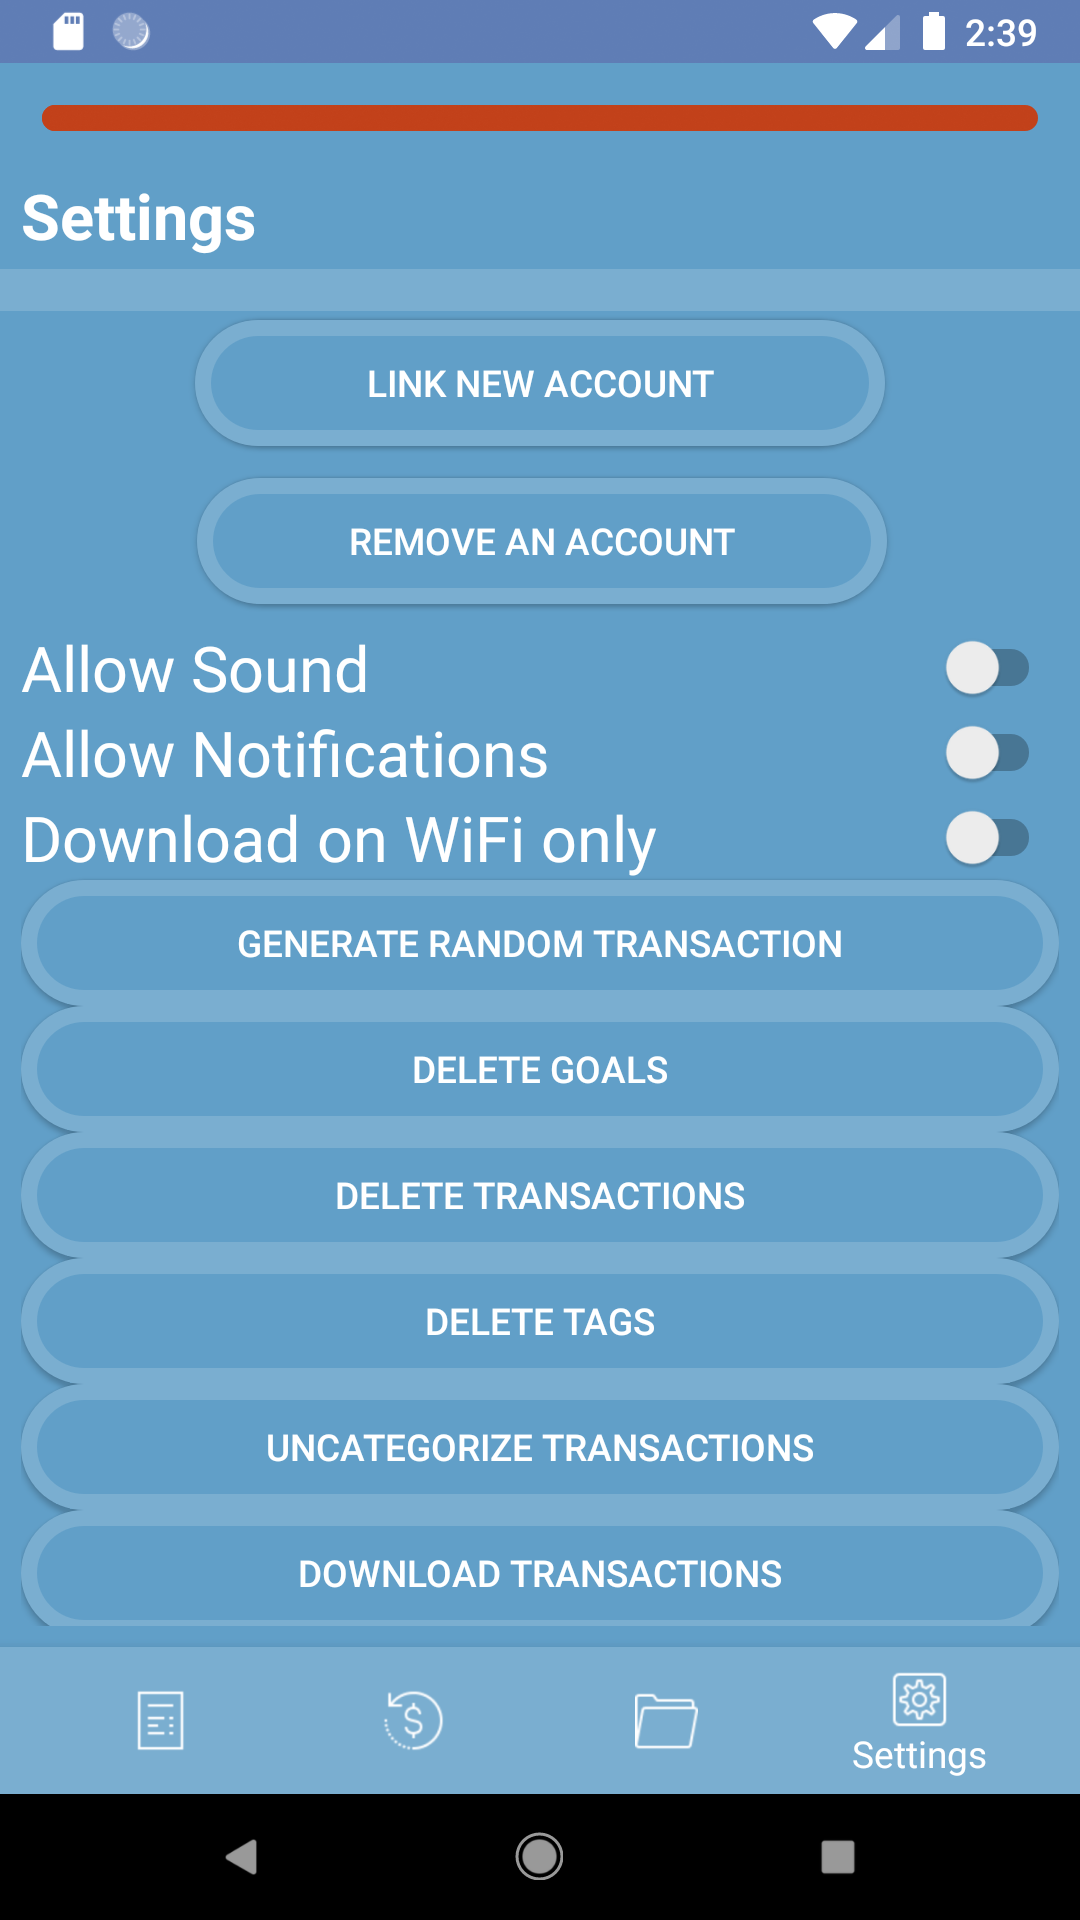 2:39
Settings
LINK NEW ACCOUNT
REMOVE AN ACCOUNT
Allow Sound
Allow Notifications
Download on WiFi only
GENERATE RANDOM TRANSACTION
DELETE GOALS
DELETE TRANSACTIONS
DELETE TAGS
UNCATEGORIZE TRANSACTIONS
DOWNLOAD TRANSACTIONS
Settings